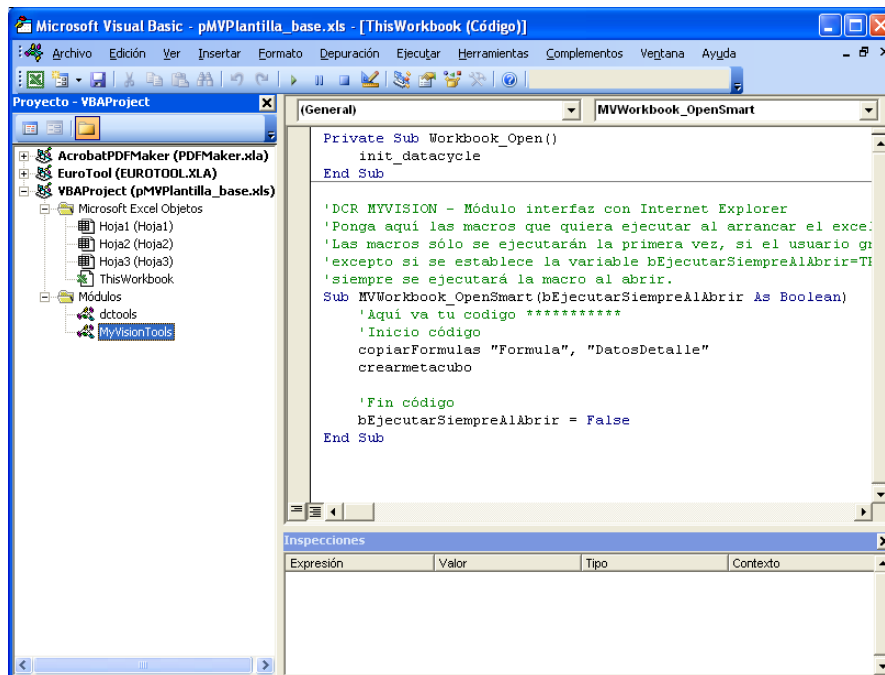 Microsoft Visual Basic - pMVPlantilla_base.xls - [ThisWorkbook (Código)]
Archivo Edición Ver Insertar Formato Depuración Ejecutar Herramientas Complementos Ventana Ayuda
Proyecto - VBAProject
AcrobatPDFMaker (PDFMaker.xla)
EuroTool (EUROTOOL.XLA)
VBAProject (pMVPlantilla_base.xls)
Microsoft Excel Objetos
Hoja1 (Hoja1)
Hoja2 (Hoja2)
Hoja3 (Hoja3)
ThisWorkbook
Módulos
dctools
MyVisionTools
(General) MVWorkbook_OpenSmart
Private Sub Workbook_Open()
init_datacycle
End Sub
'DCR MYVISION - Módulo interfaz con Internet Explorer
'Ponga aquí las macros que quiera ejecutar al arrancar el excel
'Las macros sólo se ejecutarán la primera vez, si el usuario
'excepto si se establece la variable
'siempre se ejecutará la macro al abrir.
Sub MVWorkbook_OpenSmart(bEjecutarSiempreAlAbrir As Boolean)
'Aquí va tu codigo ***********
'Inicio código
copiarFormulas "Formula", "DatosDetalle"
crearmetacubo
'Fin código
bEjecutarSiempreAlAbrir = False
End Sub
Inspecciones
Expresión Valor Tipo Contexto